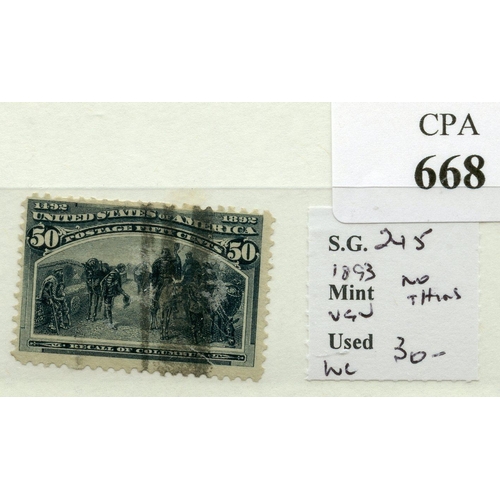 CPA
668
1492 1892
UNITED STATES OF AMERICA
50 POSTAGE FIFTY CENTS 50
RECALL OF COLUMBUS
S.G. 245
1893 NO
Mint THINS
VGU
Used 30-